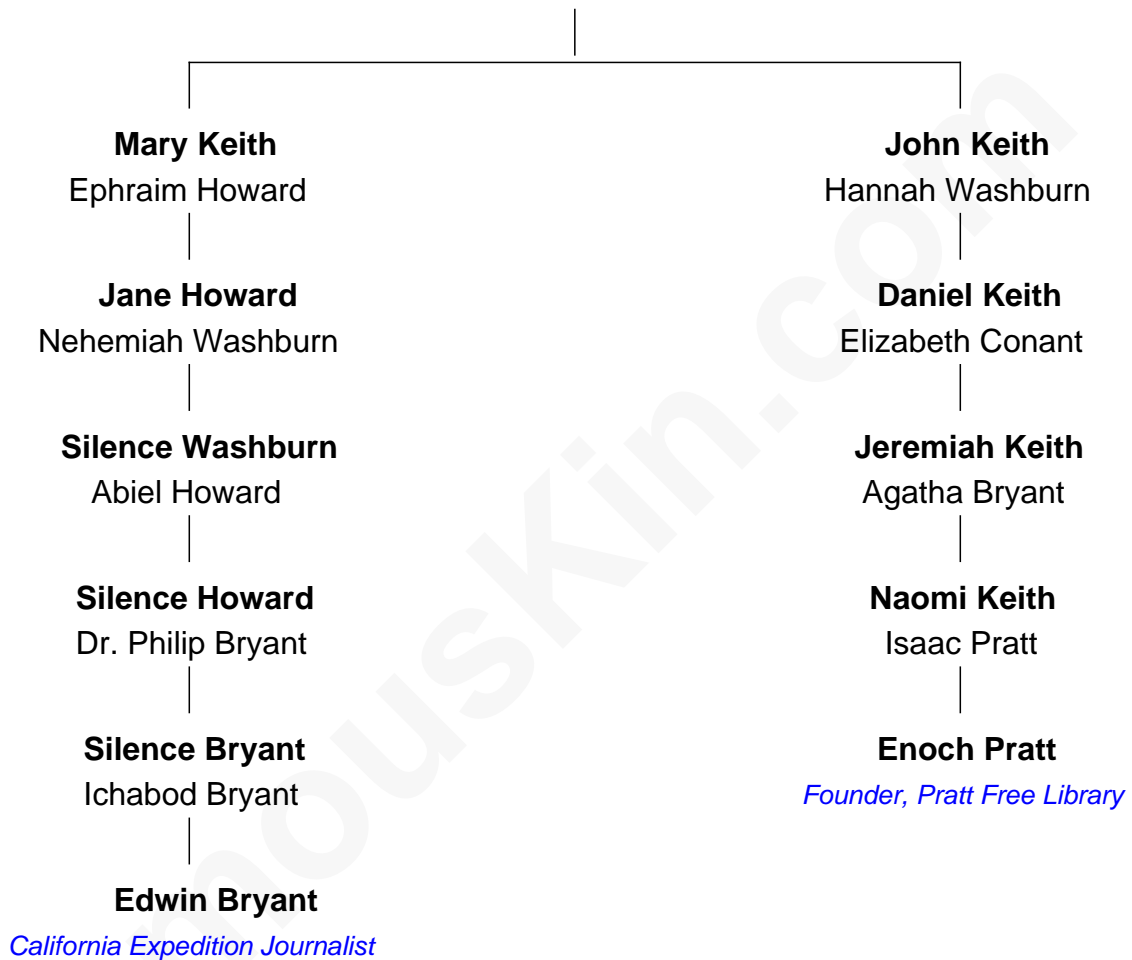 Mary Keith
Ephraim Howard
John Keith
Hannah Washburn
Jane Howard
Nehemiah Washburn
Daniel Keith
Elizabeth Conant
Silence Washburn
Abiel Howard
Jeremiah Keith
Agatha Bryant
Silence Howard
Dr. Philip Bryant
Naomi Keith
Isaac Pratt
Silence Bryant
Ichabod Bryant
Enoch Pratt
Founder, Pratt Free Library
Edwin Bryant
California Expedition Journalist
mousKin.com